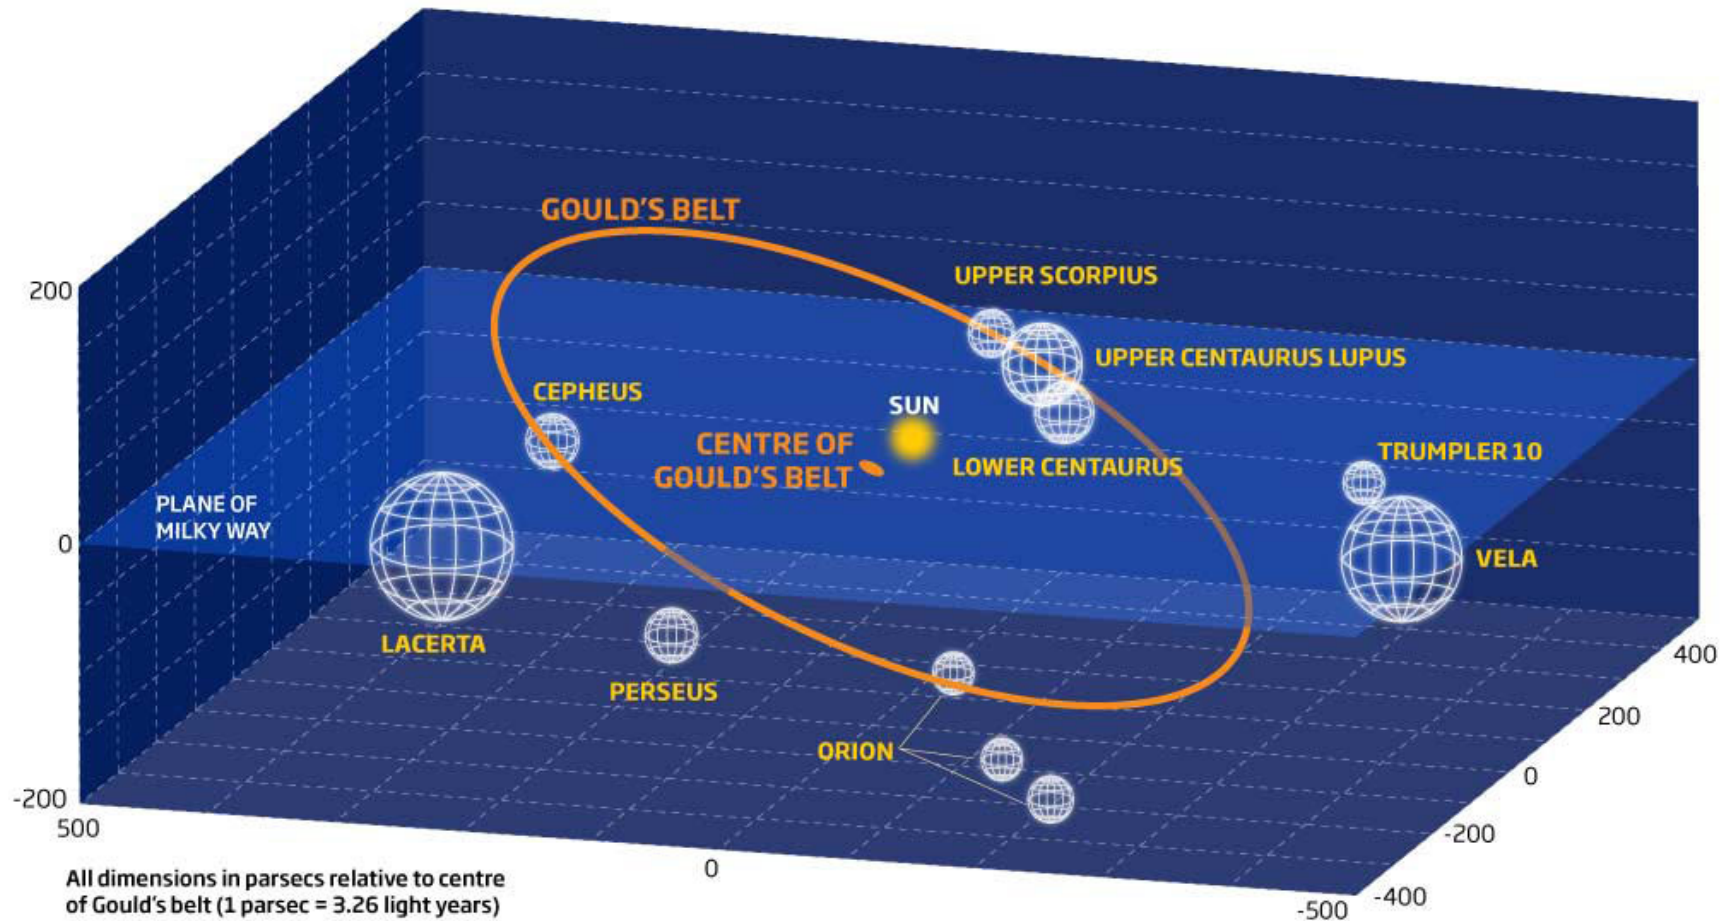 GOULD'S BELT
UPPER SCORPIUS
200
UPPER CENTAURUS LUPUS
CEPHEUS
SUN
CENTRE OF
GOULD'S BELT
LOWER CENTAURUS
TRUMPLER 10
PLANE OF
MILKY WAY
0
VELA
LACERTA
400
PERSEUS
200
ORION
0
-200
500
-200
0
-400
-500
All dimensions in parsecs relative to centre
of Gould's belt (1 parsec = 3.26 light years)